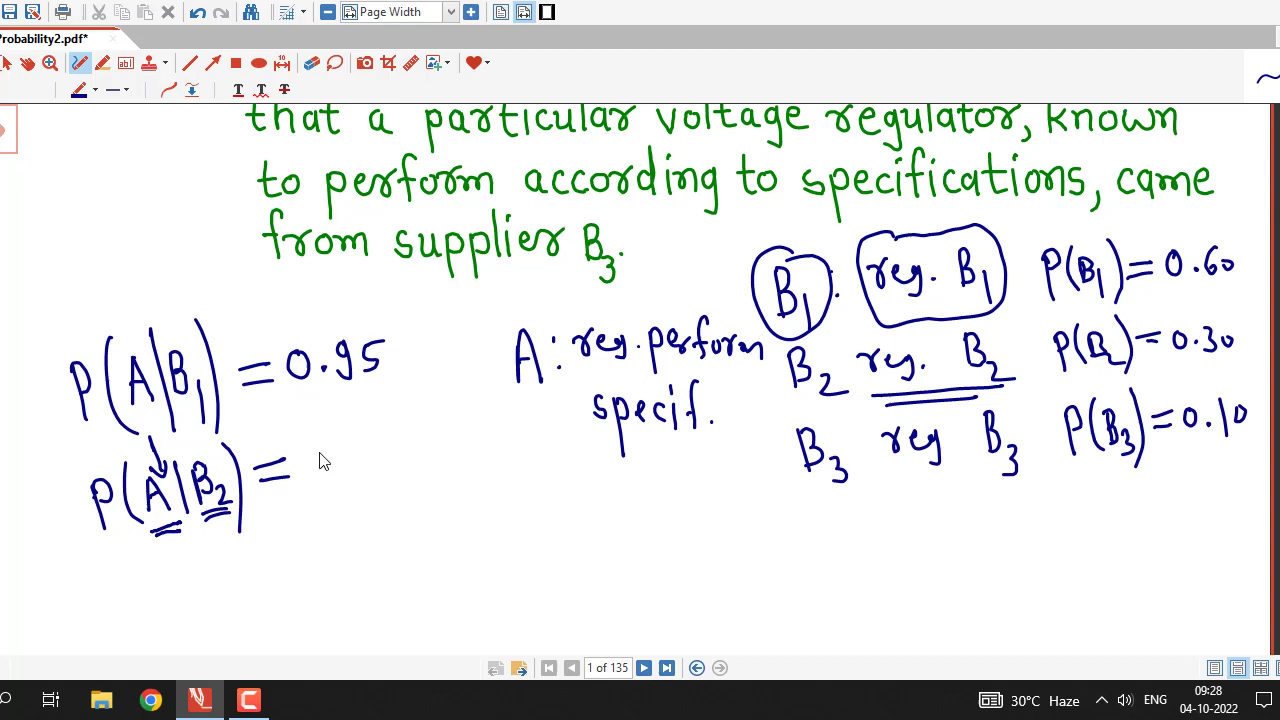 Page Width
Probability2.pdf*
that a particular voltage regulator, known
to perform according to specifications, came
from supplier B3.
B1: reg. B1 P(B1) = 0.60
P(A|B1) = 0.95
A: reg. perform
specif.
B2 reg. B2 P(B2) = 0.30
B3 reg B3 P(B3) = 0.10
P(A|B2) =
1 of 135
30°C Haze
ENG
09:28
04-10-2022